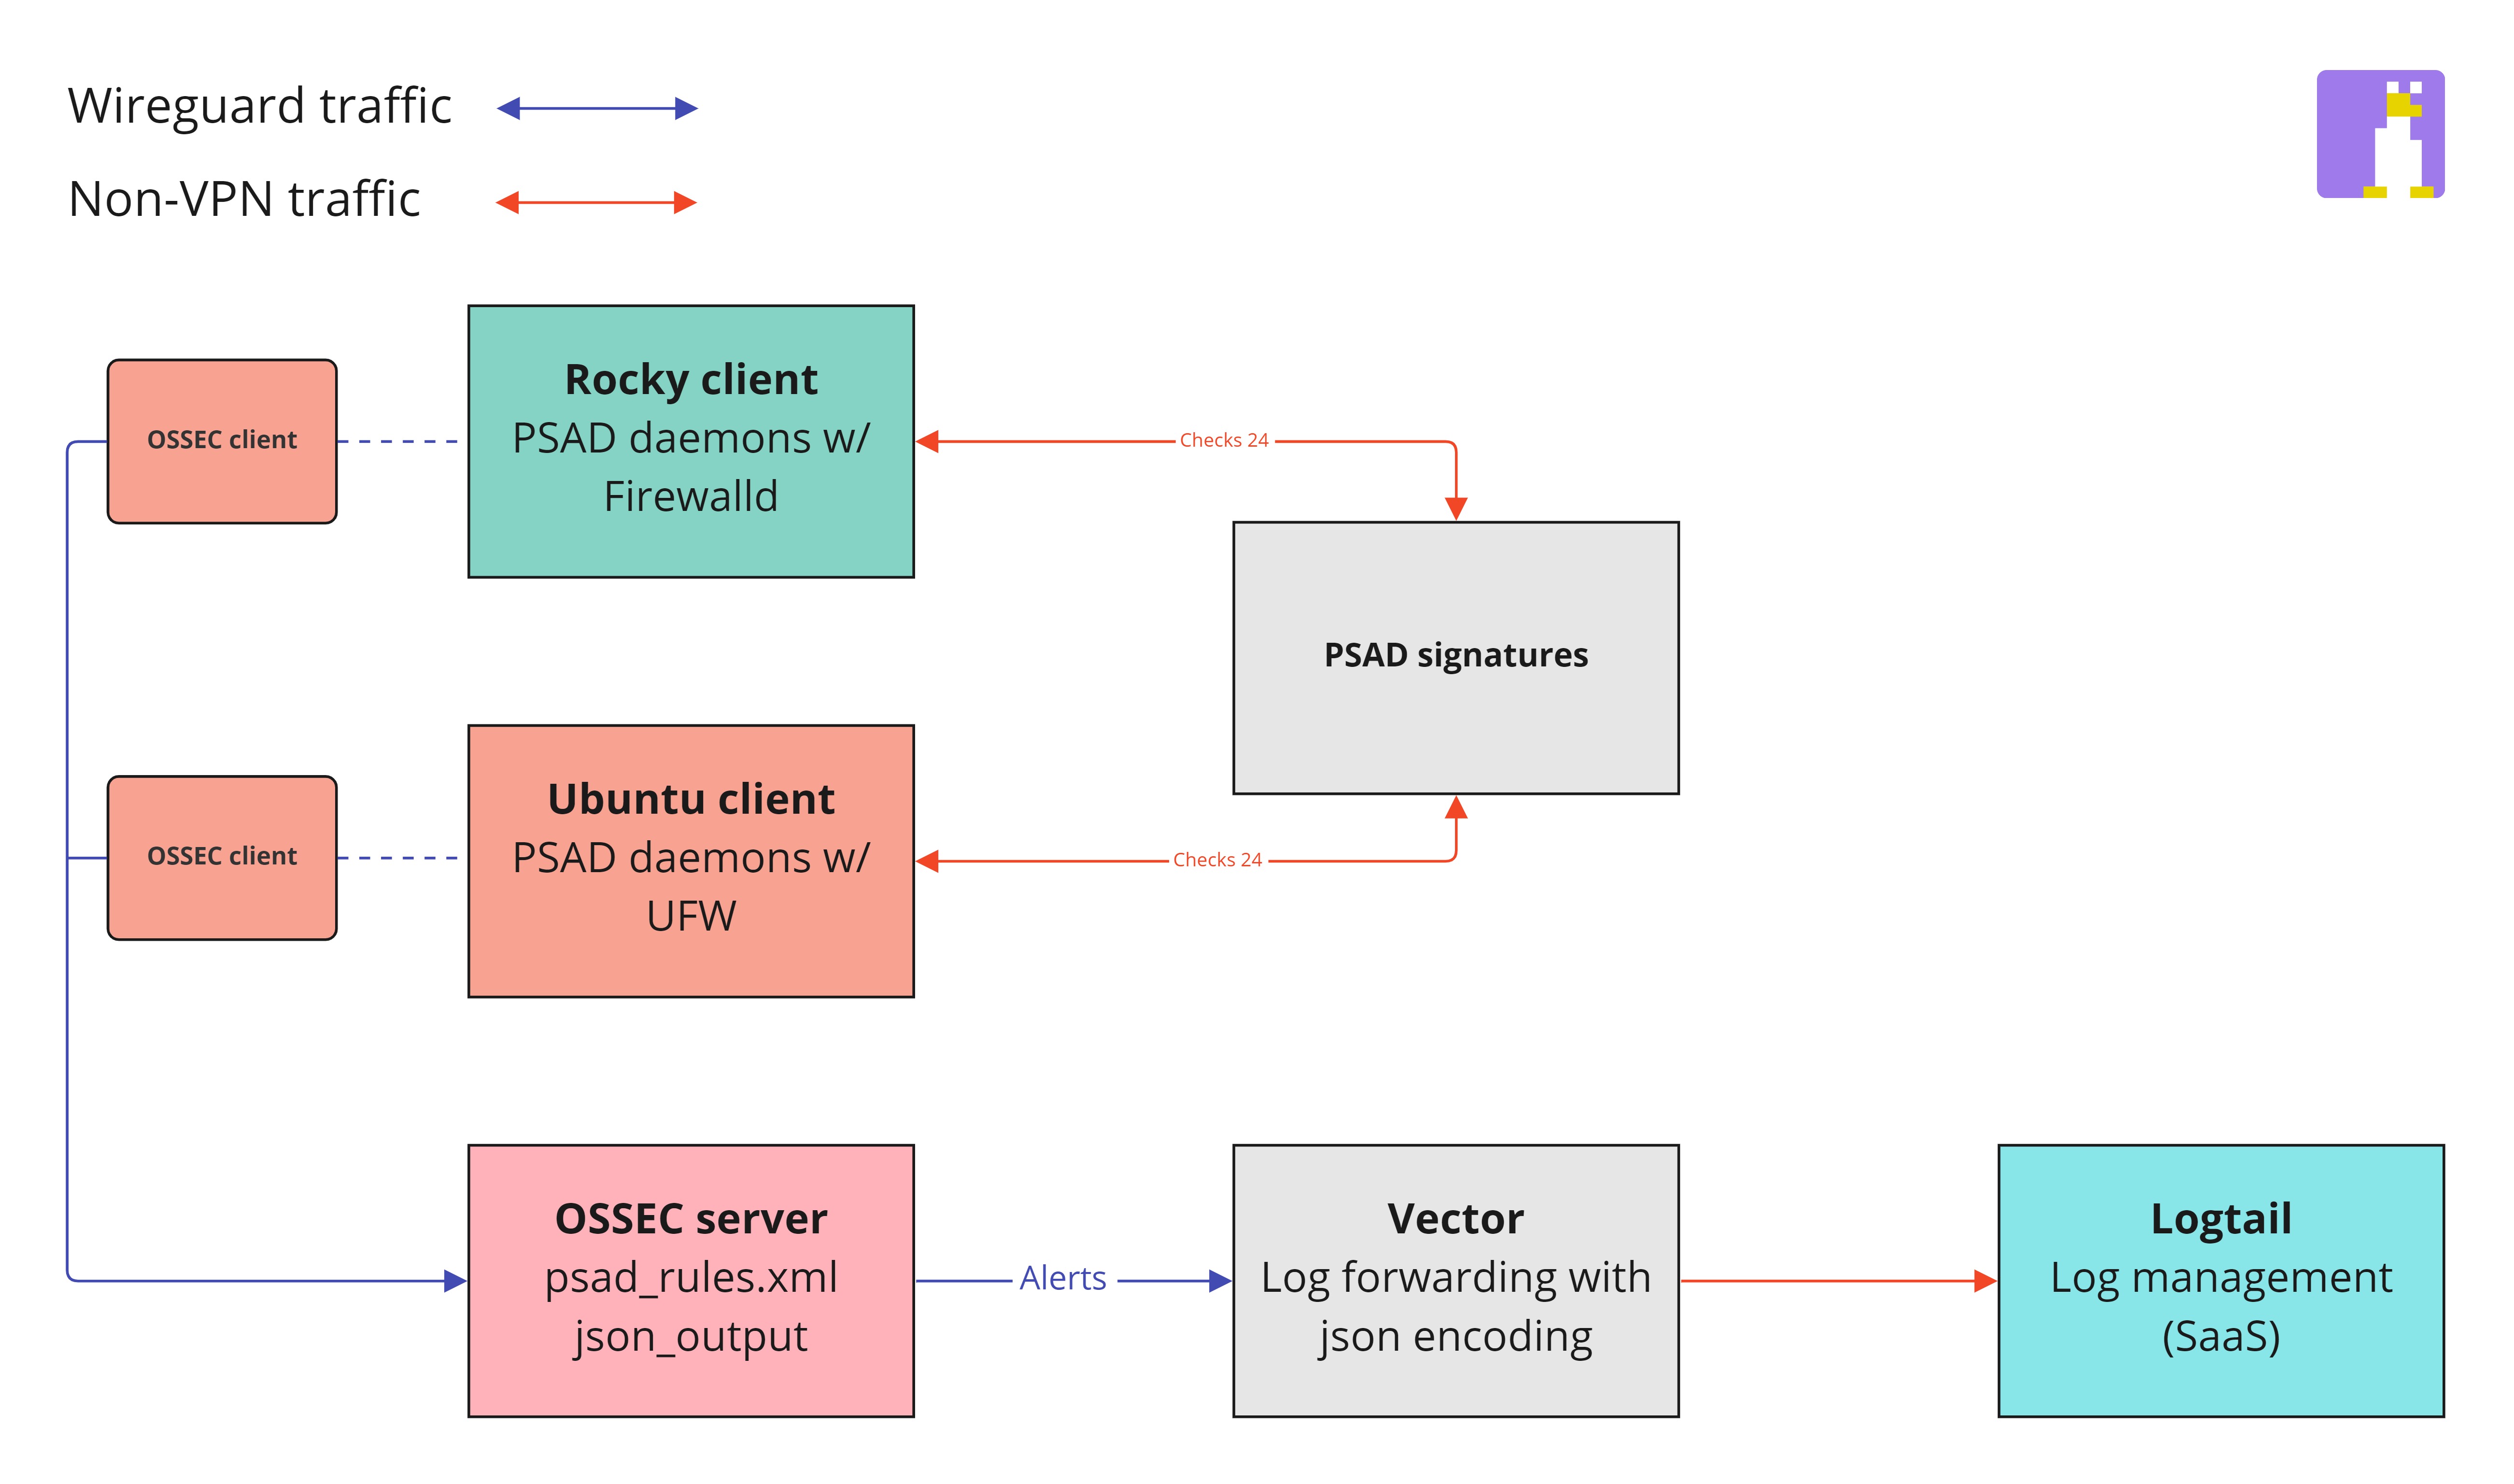 Wireguard traffic
Non-VPN traffic
Rocky client
PSAD daemons w/
Firewalld
OSSEC client
Checks 24
PSAD signatures
Ubuntu client
PSAD daemons w/
UFW
OSSEC client
Checks 24
OSSEC server
psad_rules.xml
json_output
Alerts
Vector
Log forwarding with
json encoding
Logtail
Log management
(SaaS)